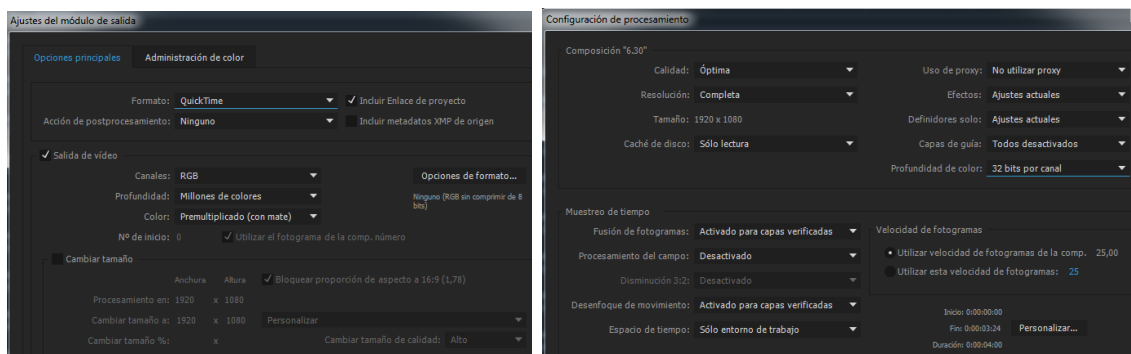 Ajustes del módulo de salida
Opciones principales Administración de color
Formato: QuickTime Incluir Enlace de proyecto
Acción de postprocesamiento: Ninguno Incluir metadatos XMP de origen
Salida de vídeo
Canales: RGB Opciones de formato...
Profundidad: Millones de colores Ninguno (RGB sin comprimir de 8
bits)
Color: Premultiplicado (con mate)
Nº de inicio: 0 Utilizar el fotograma de la comp. número
Cambiar tamaño
Anchura Altura Bloquear proporción de aspecto a 16:9 (1,78)
Procesamiento en: 1920 x 1080
Cambiar tamaño a: 1920 x 1080 Personalizar
Cambiar tamaño %: x Cambiar tamaño de calidad: Alto
Configuración de procesamiento
Composición "6.30"
Calidad: Óptima Uso de proxy: No utilizar proxy
Resolución: Completa Efectos: Ajustes actuales
Tamaño: 1920 x 1080 Definidores solo: Ajustes actuales
Caché de disco: Sólo lectura Capas de guía: Todos desactivados
Profundidad de color: 32 bits por canal
Muestreo de tiempo
Fusión de fotogramas: Activado para capas verificadas Velocidad de fotogramas
Procesamiento del campo: Desactivado Utilizar velocidad de fotogramas de la comp. 25,00
Disminución 3:2: Desactivado Utilizar esta velocidad de fotogramas: 25
Desenfoque de movimiento: Activado para capas verificadas Inicio: 0:00:00:00
Espacio de tiempo: Sólo entorno de trabajo Fin: 0:00:03:24 Personalizar...
Duración: 0:00:04:00